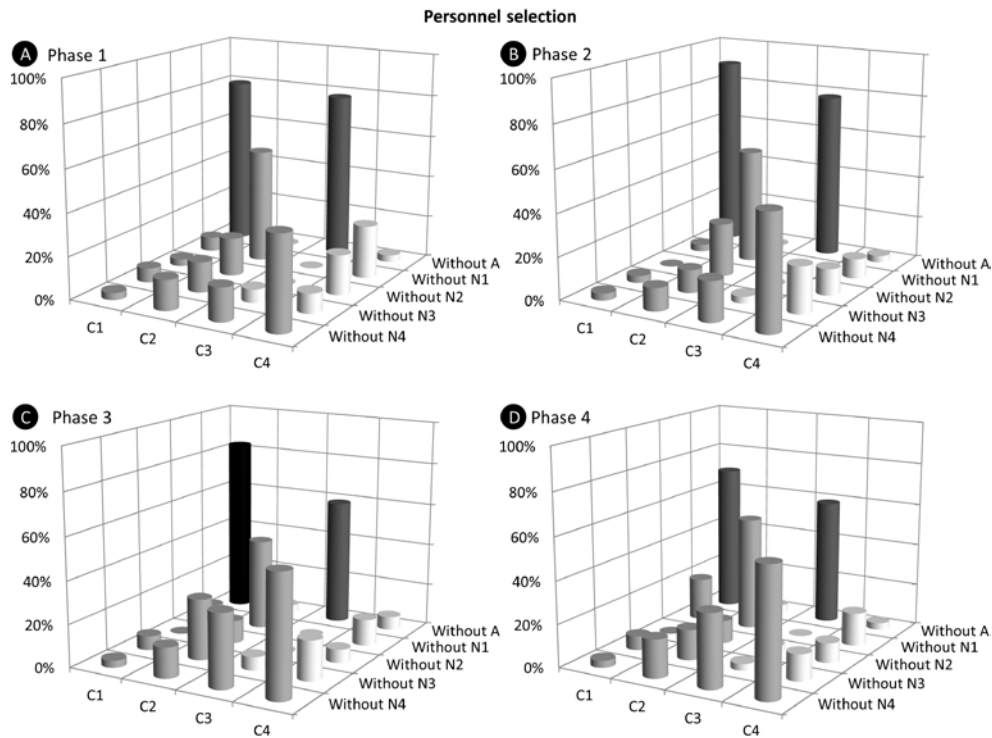 Personnel selection
A Phase 1
100%
80%
60%
40%
20%
0%
C1
C2
C3
C4
Without A
Without N1
Without N2
Without N3
Without N4
B Phase 2
100%
80%
60%
40%
20%
0%
C1
C2
C3
C4
Without A
Without N1
Without N2
Without N3
Without N4
C Phase 3
100%
80%
60%
40%
20%
0%
C1
C2
C3
C4
Without A
Without N1
Without N2
Without N3
Without N4
D Phase 4
100%
80%
60%
40%
20%
0%
C1
C2
C3
C4
Without A
Without N1
Without N2
Without N3
Without N4